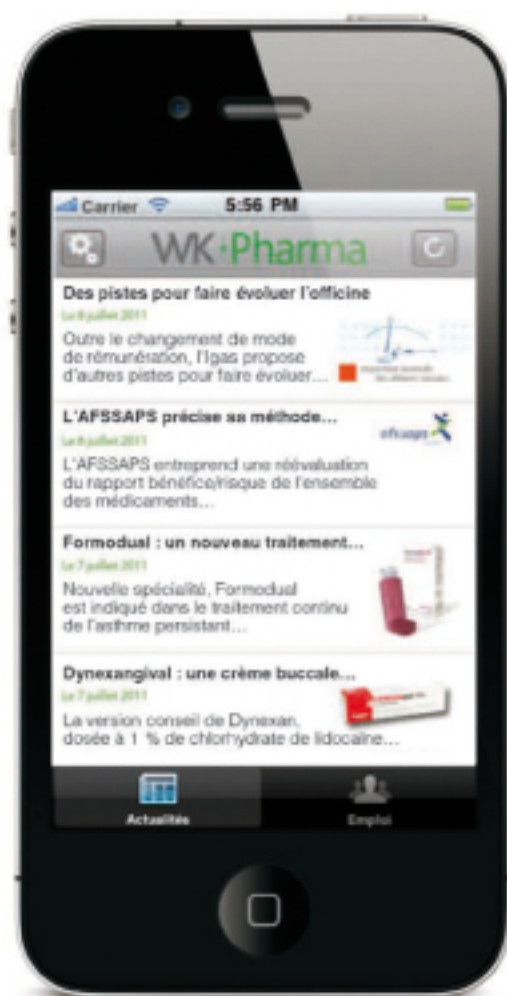 Carrier 5:56 PM
WK+Pharma
Des pistes pour faire évoluer l'officine
Le 8 juillet 2011
Outre le changement de mode
de rémunération, l'Igas propose
d'autres pistes pour faire évoluer...
L'AFSSAPS précise sa méthode...
Le 8 juillet 2011
afssaps
L'AFSSAPS entreprend une réévaluation
du rapport bénéfice/risque de l'ensemble
des médicaments...
Formodual : un nouveau traitement...
Le 7 juillet 2011
Nouvelle spécialité, Formodual
est indiqué dans le traitement continu
de l'asthme persistant...
Dynexangival : une crème buccale...
Le 7 juillet 2011
La version conseil de Dynexan,
dosée à 1 % de chlorhydrate de lidocaïne...
Actualités Emploi